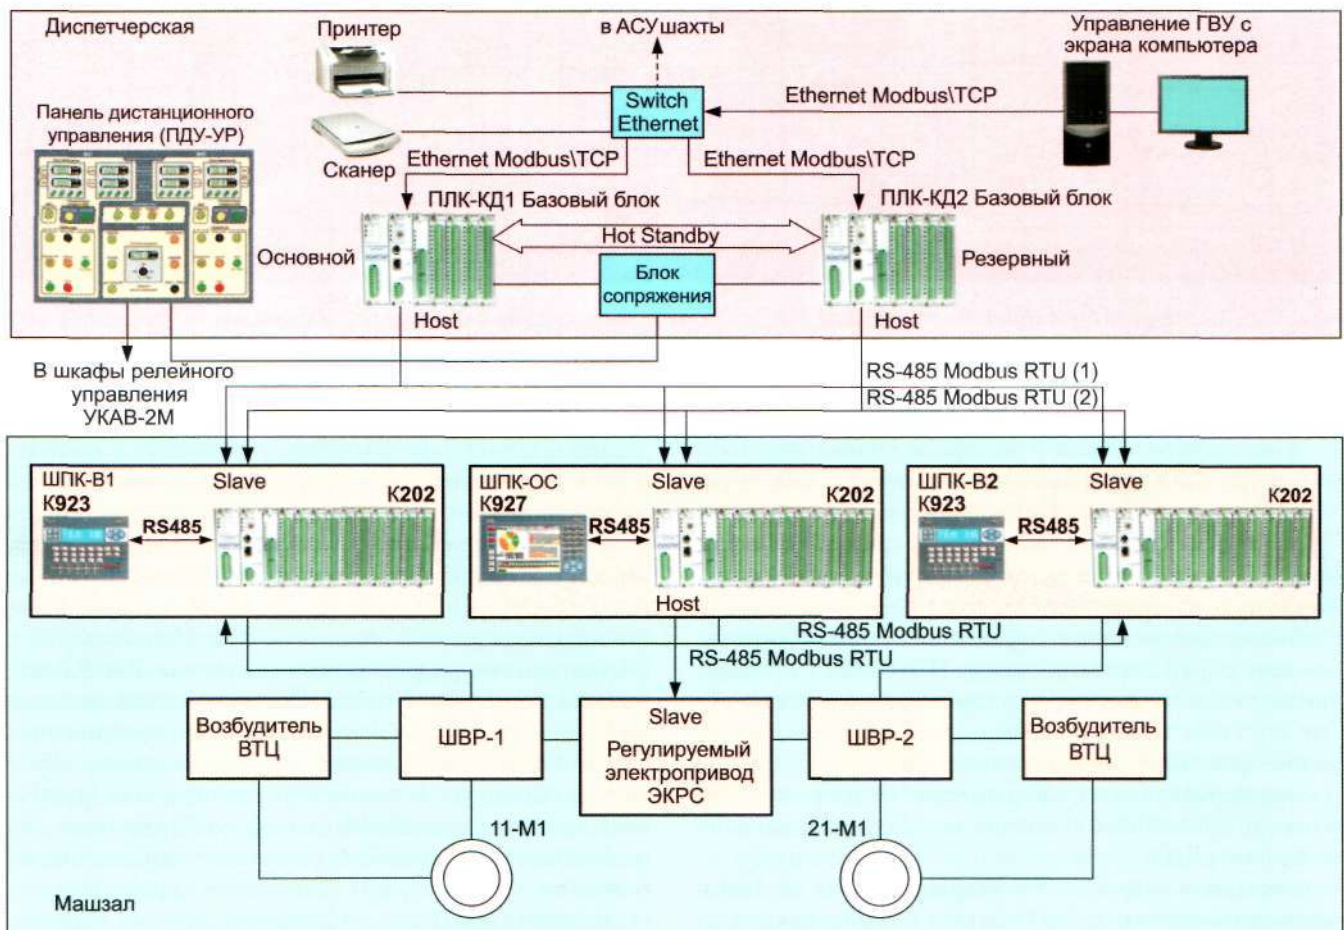 Диспетчерская
Принтер
в АСУ шахты
Управление ГВУ с
экрана компьютера
Панель дистанционного
управления (ПДУ-УР)
Switch
Ethernet
Ethernet Modbus\TCP
Сканер
Ethernet Modbus\TCP
Ethernet Modbus\TCP
ПЛК-КД1 Базовый блок
ПЛК-КД2 Базовый блок
Hot Standby
Основной
Блок
сопряжения
Резервный
Host
Host
В шкафы релейного
управления
УКАВ-2М
RS-485 Modbus RTU (1)
RS-485 Modbus RTU (2)
ШПК-В1
Slave
К923
К202
RS485
ШПК-ОС
Slave
К927
К202
RS485
Host
ШПК-В2
Slave
К923
К202
RS485
RS-485 Modbus RTU
RS-485 Modbus RTU
Возбудитель
ВТЦ
ШВР-1
Slave
Регулируемый
электропривод
ЭКРС
ШВР-2
Возбудитель
ВТЦ
11-М1
21-М1
Машзал